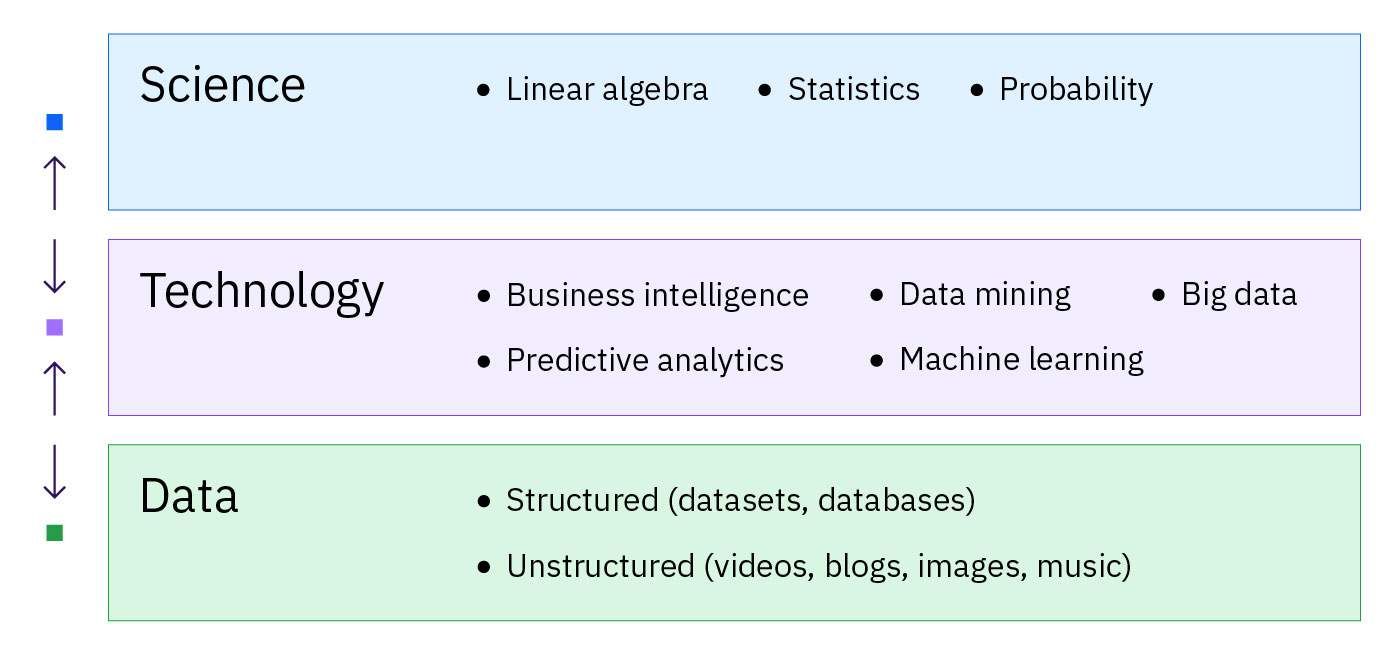 Science
• Linear algebra • Statistics • Probability
Technology
• Business intelligence • Data mining • Big data
• Predictive analytics • Machine learning
Data
• Structured (datasets, databases)
• Unstructured (videos, blogs, images, music)